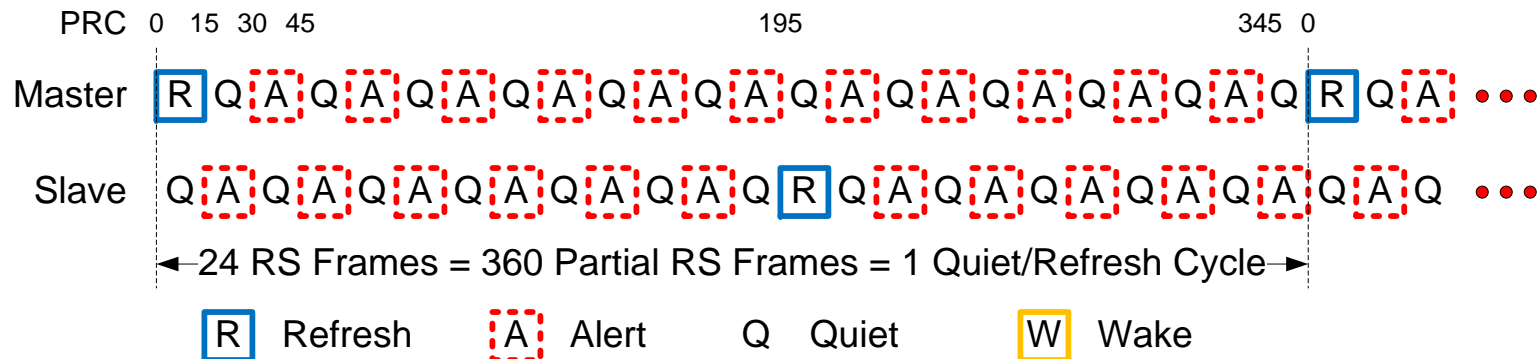 PRC 0 15 30 45 195 345 0
Master R Q A Q A Q A Q A Q A Q A Q A Q A Q A Q A Q A Q R Q A
Slave Q A Q A Q A Q A Q A Q A Q R Q A Q A Q A Q A Q A Q A Q
24 RS Frames = 360 Partial RS Frames = 1 Quiet/Refresh Cycle
R Refresh A Alert Q Quiet W Wake